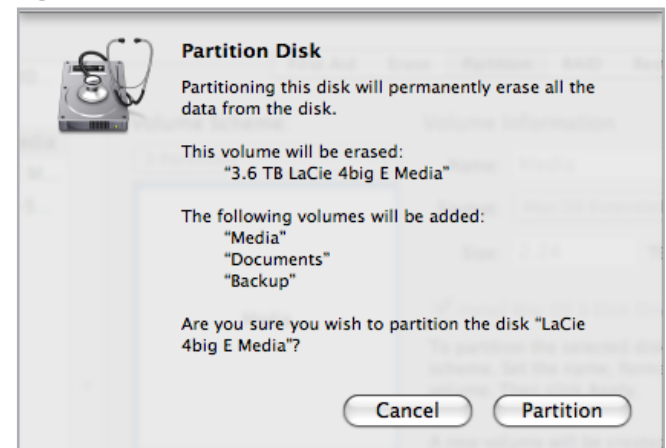 Partition Disk
Partitioning this disk will permanently erase all the
data from the disk.
This volume will be erased:
“3.6 TB LaCie 4big E Media”
The following volumes will be added:
“Media”
“Documents”
“Backup”
Are you sure you wish to partition the disk “LaCie
4big E Media”?
Cancel
Partition